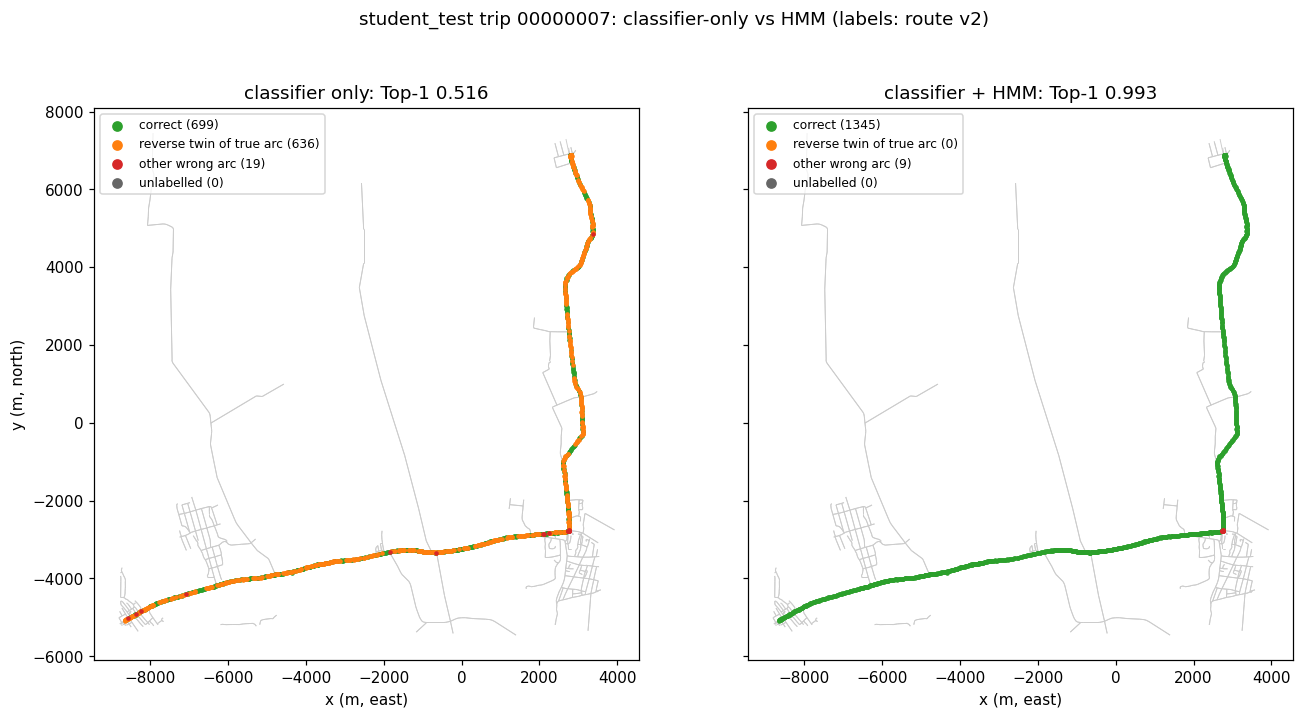 student_test trip 00000007: classifier-only vs HMM (labels: route v2)
classifier only: Top-1 0.516
correct (699)
reverse twin of true arc (636)
other wrong arc (19)
unlabelled (0)
8000
6000
4000
2000
0
−2000
−4000
−6000
y (m, north)
−8000 −6000 −4000 −2000 0 2000 4000
x (m, east)
classifier + HMM: Top-1 0.993
correct (1345)
reverse twin of true arc (0)
other wrong arc (9)
unlabelled (0)
−8000 −6000 −4000 −2000 0 2000 4000
x (m, east)